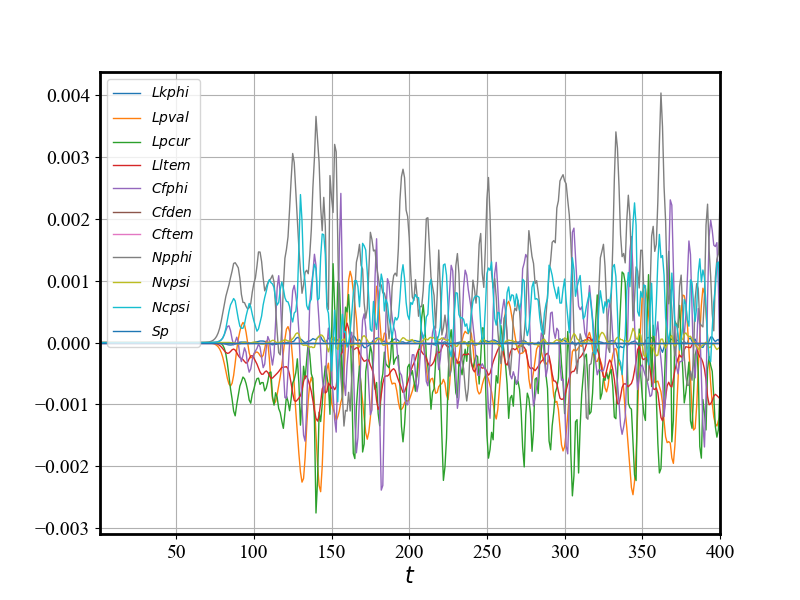 0.004
0.003
0.002
0.001
0.000
−0.001
−0.002
−0.003
Lkphi
Lpval
Lpcur
Lltem
Cfphi
Cfden
Cftem
Npphi
Nvpsi
Ncpsi
Sp
50 100 150 200 250 300 350 400
t